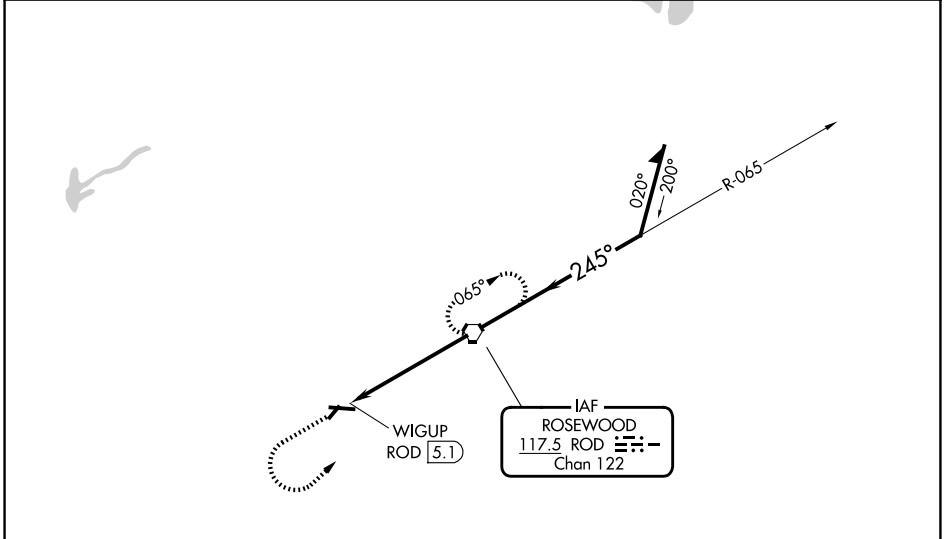 020°
200°
R-065
245°
065°
IAF
ROSEWOOD
117.5 ROD
Chan 122
WIGUP
ROD 5.1